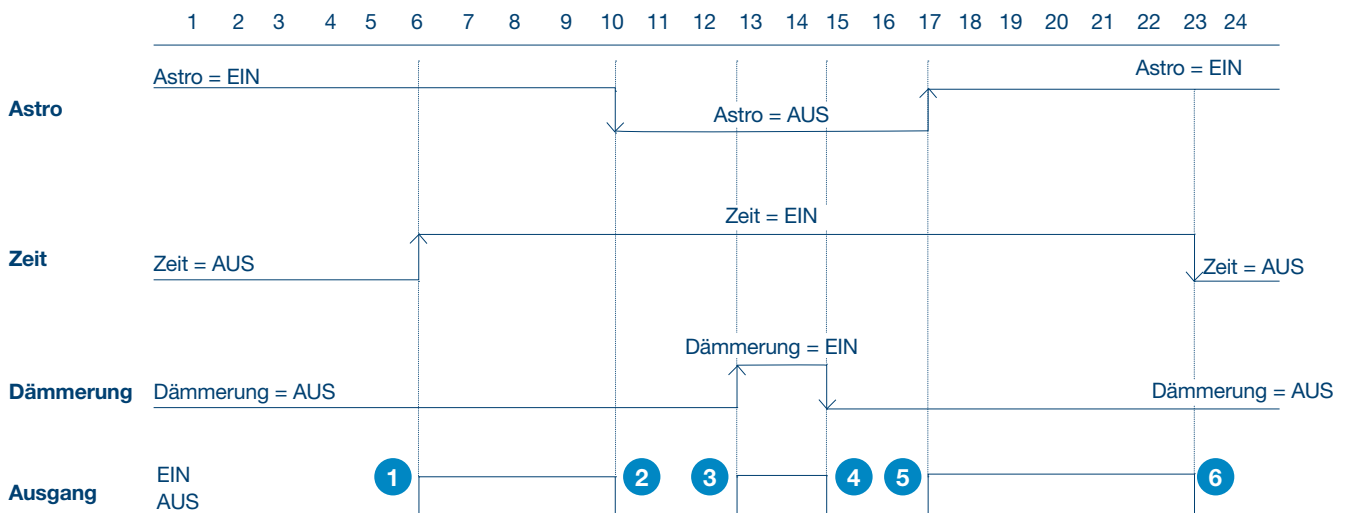 1 2 3 4 5 6 7 8 9 10 11 12 13 14 15 16 17 18 19 20 21 22 23 24
Astro = EIN
Astro = EIN
Astro
Astro = AUS
Zeit = EIN
Zeit
Zeit = AUS
Zeit = AUS
Dämmerung = EIN
Dämmerung
Dämmerung = AUS
Dämmerung = AUS
EIN
1 2 3 4 5 6
Ausgang
AUS